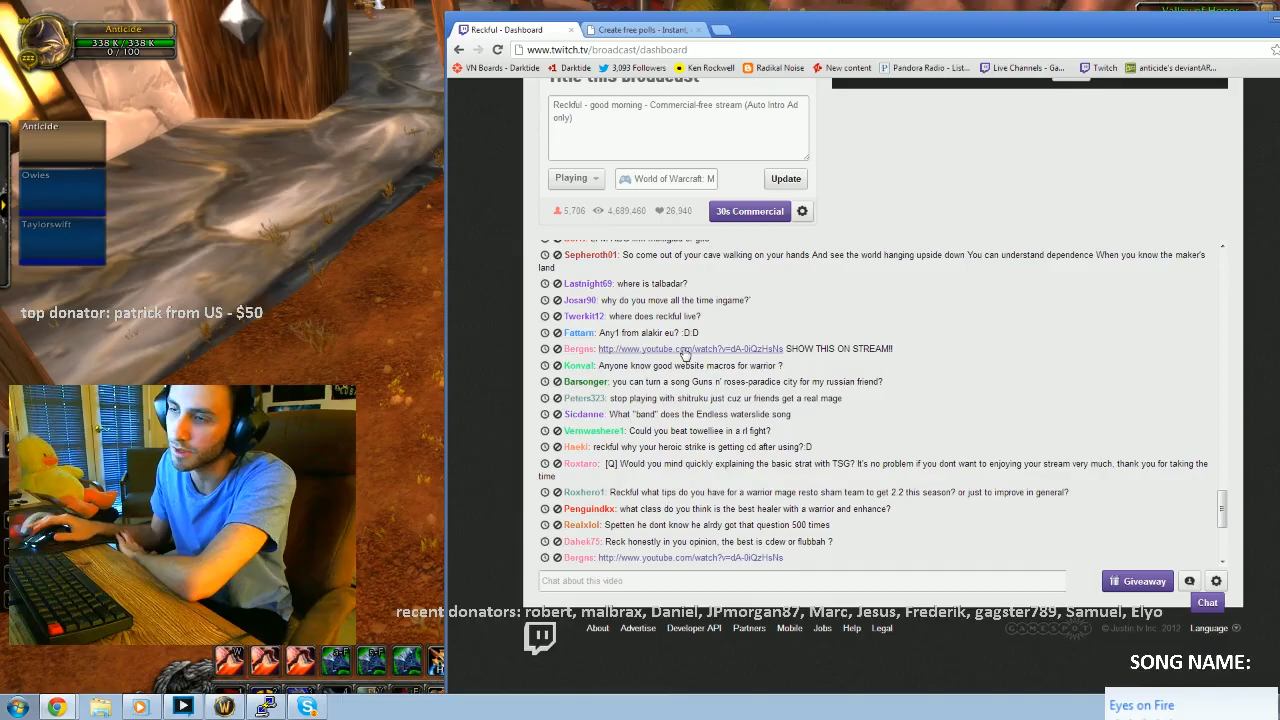 Valley of Honor
Anticide
338 K / 338 K
0 / 100
zzz
Anticide
Owies
Taylorswift
top donator: patrick from US - $50
Reckful - Dashboard
Create free polls - Instant,
www.twitch.tv/broadcast/dashboard
VN Boards - Darktide
+1 Darktide
3,093 Followers
Ken Rockwell
Radikal Noise
New content
Pandora Radio - List...
Live Channels - Ga...
Twitch
anticide's deviantAR...
Title this broadcast
Reckful - good morning - Commercial-free stream (Auto Intro Ad
only)
Playing
World of Warcraft: M
Update
5,706
4,689,460
26,940
30s Commercial
Sepheroth01: So come out of your cave walking on your hands And see the world hanging upside down You can understand dependence When you know the maker's
land
Lastnight69: where is talbadar?
Josar90: why do you move all the time ingame?'
Twerkit12: where does reckful live?
Fattarn: Any1 from alakir eu? :D:D
Bergns: http://www.youtube.com/watch?v=dA-0iQzHsNs SHOW THIS ON STREAM!!
Konval: Anyone know good website macros for warrior ?
Barsonger: you can turn a song Guns n' roses-paradice city for my russian friend?
Peters323: stop playing with shitruku just cuz ur friends get a real mage
Sicdanne: What "band" does the Endless waterslide song
Vernwashere1: Could you beat towelliee in a rl fight?
Haekl: reckful why your heroic strike is getting cd after using?:D
Roxtaro: [Q] Would you mind quickly explaining the basic strat with TSG? It's no problem if you dont want to enjoying your stream very much, thank you for taking the
time
Roxhero1: Reckful what tips do you have for a warrior mage resto sham team to get 2.2 this season? or just to improve in general?
Penguindkx: what class do you think is the best healer with a warrior and enhance?
Realxlol: Spetten he dont know he alrdy got that question 500 times
Dahek75: Reck honestly in you opinion, the best is cdew or flubbah ?
Bergns: http://www.youtube.com/watch?v=dA-0iQzHsNs
Chat about this video
Giveaway
Chat
recent donators: robert, malbrax, Daniel, JPmorgan87, Marc, Jesus, Frederik, gagster789, Samuel, Elyo
About
Advertise
Developer API
Partners
Mobile
Jobs
Help
Legal
GAMESPOT
© Justin.tv Inc. 2012
Language
SONG NAME:
Eyes on Fire